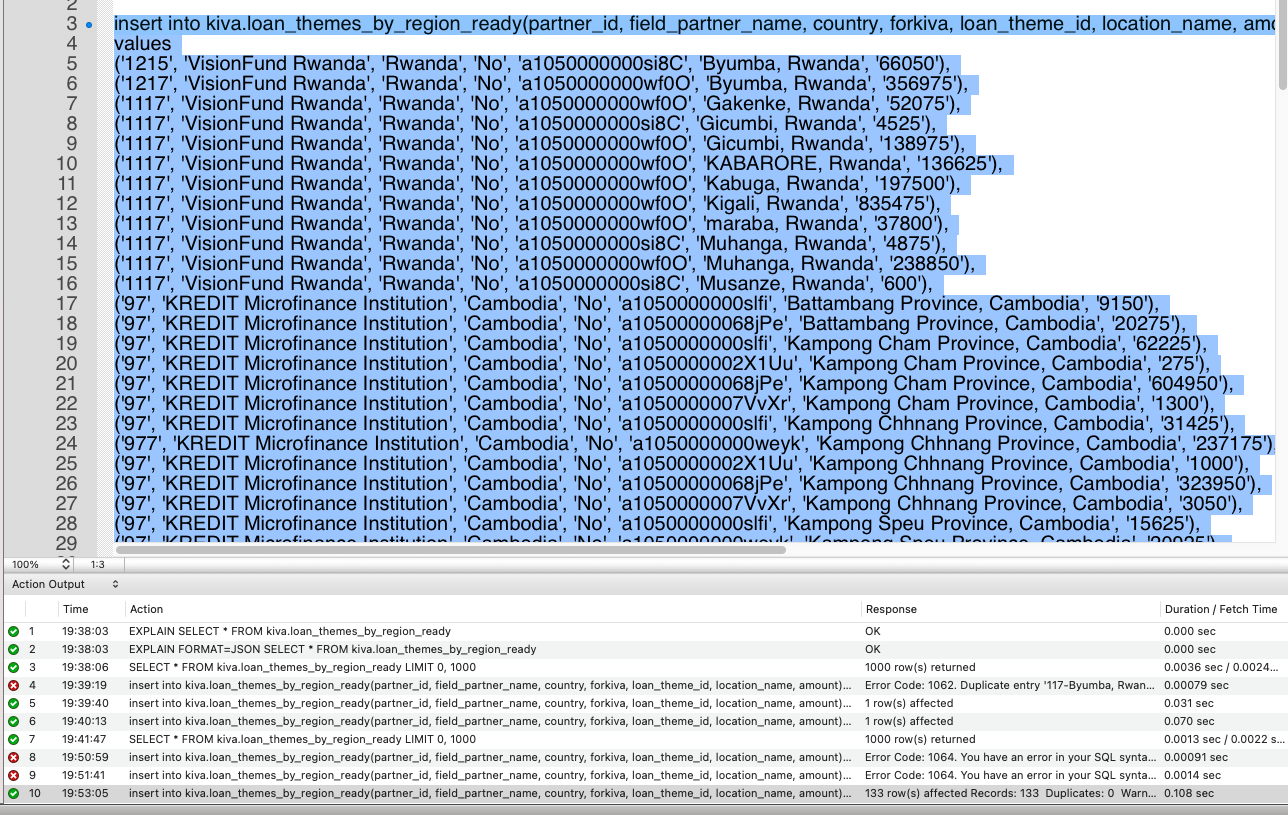 2
3 insert into kiva.loan_themes_by_region_ready(partner_id, field_partner_name, country, forkiva, loan_theme_id, location_name, amo
4 values
5 ('1215', 'VisionFund Rwanda', 'Rwanda', 'No', 'a1050000000si8C', 'Byumba, Rwanda', '66050'),
6 ('1217', 'VisionFund Rwanda', 'Rwanda', 'No', 'a1050000000wf0O', 'Byumba, Rwanda', '356975'),
7 ('1117', 'VisionFund Rwanda', 'Rwanda', 'No', 'a1050000000wf0O', 'Gakenke, Rwanda', '52075'),
8 ('1117', 'VisionFund Rwanda', 'Rwanda', 'No', 'a1050000000si8C', 'Gicumbi, Rwanda', '4525'),
9 ('1117', 'VisionFund Rwanda', 'Rwanda', 'No', 'a1050000000wf0O', 'Gicumbi, Rwanda', '138975'),
10 ('1117', 'VisionFund Rwanda', 'Rwanda', 'No', 'a1050000000wf0O', 'KABARORE, Rwanda', '136625'),
11 ('1117', 'VisionFund Rwanda', 'Rwanda', 'No', 'a1050000000wf0O', 'Kabuga, Rwanda', '197500'),
12 ('1117', 'VisionFund Rwanda', 'Rwanda', 'No', 'a1050000000wf0O', 'Kigali, Rwanda', '835475'),
13 ('1117', 'VisionFund Rwanda', 'Rwanda', 'No', 'a1050000000wf0O', 'maraba, Rwanda', '37800'),
14 ('1117', 'VisionFund Rwanda', 'Rwanda', 'No', 'a1050000000si8C', 'Muhanga, Rwanda', '4875'),
15 ('1117', 'VisionFund Rwanda', 'Rwanda', 'No', 'a1050000000wf0O', 'Muhanga, Rwanda', '238850'),
16 ('1117', 'VisionFund Rwanda', 'Rwanda', 'No', 'a1050000000si8C', 'Musanze, Rwanda', '600'),
17 ('97', 'KREDIT Microfinance Institution', 'Cambodia', 'No', 'a1050000000slfi', 'Battambang Province, Cambodia', '9150'),
18 ('97', 'KREDIT Microfinance Institution', 'Cambodia', 'No', 'a10500000068jPe', 'Battambang Province, Cambodia', '20275'),
19 ('97', 'KREDIT Microfinance Institution', 'Cambodia', 'No', 'a1050000000slfi', 'Kampong Cham Province, Cambodia', '62225'),
20 ('97', 'KREDIT Microfinance Institution', 'Cambodia', 'No', 'a1050000002X1Uu', 'Kampong Cham Province, Cambodia', '275'),
21 ('97', 'KREDIT Microfinance Institution', 'Cambodia', 'No', 'a10500000068jPe', 'Kampong Cham Province, Cambodia', '604950'),
22 ('97', 'KREDIT Microfinance Institution', 'Cambodia', 'No', 'a1050000007VvXr', 'Kampong Cham Province, Cambodia', '1300'),
23 ('97', 'KREDIT Microfinance Institution', 'Cambodia', 'No', 'a1050000000slfi', 'Kampong Chhnang Province, Cambodia', '31425'),
24 ('977', 'KREDIT Microfinance Institution', 'Cambodia', 'No', 'a1050000000weyk', 'Kampong Chhnang Province, Cambodia', '237175')
25 ('97', 'KREDIT Microfinance Institution', 'Cambodia', 'No', 'a1050000002X1Uu', 'Kampong Chhnang Province, Cambodia', '1000'),
26 ('97', 'KREDIT Microfinance Institution', 'Cambodia', 'No', 'a10500000068jPe', 'Kampong Chhnang Province, Cambodia', '323950'),
27 ('97', 'KREDIT Microfinance Institution', 'Cambodia', 'No', 'a1050000007VvXr', 'Kampong Chhnang Province, Cambodia', '3050'),
28 ('97', 'KREDIT Microfinance Institution', 'Cambodia', 'No', 'a1050000000slfi', 'Kampong Speu Province, Cambodia', '15625'),
29 ('97', 'KREDIT Microfinance Institution', 'Cambodia', 'No', 'a1050000000weyk', 'Kampong Speu Province, Cambodia',
100% 1:3
Action Output
Time Action Response Duration / Fetch Time
1 19:38:03 EXPLAIN SELECT * FROM kiva.loan_themes_by_region_ready OK 0.000 sec
2 19:38:03 EXPLAIN FORMAT=JSON SELECT * FROM kiva.loan_themes_by_region_ready OK 0.000 sec
3 19:38:06 SELECT * FROM kiva.loan_themes_by_region_ready LIMIT 0, 1000 1000 row(s) returned 0.0036 sec / 0.0024...
4 19:39:19 insert into kiva.loan_themes_by_region_ready(partner_id, field_partner_name, country, forkiva, loan_theme_id, location_name, amount)... Error Code: 1062. Duplicate entry '117-Byumba, Rwan... 0.00079 sec
5 19:39:40 insert into kiva.loan_themes_by_region_ready(partner_id, field_partner_name, country, forkiva, loan_theme_id, location_name, amount)... 1 row(s) affected 0.031 sec
6 19:40:13 insert into kiva.loan_themes_by_region_ready(partner_id, field_partner_name, country, forkiva, loan_theme_id, location_name, amount)... 1 row(s) affected 0.070 sec
7 19:41:47 SELECT * FROM kiva.loan_themes_by_region_ready LIMIT 0, 1000 1000 row(s) returned 0.0013 sec / 0.0022 s...
8 19:50:59 insert into kiva.loan_themes_by_region_ready(partner_id, field_partner_name, country, forkiva, loan_theme_id, location_name, amount)... Error Code: 1064. You have an error in your SQL synta... 0.00091 sec
9 19:51:41 insert into kiva.loan_themes_by_region_ready(partner_id, field_partner_name, country, forkiva, loan_theme_id, location_name, amount)... Error Code: 1064. You have an error in your SQL synta... 0.0014 sec
10 19:53:05 insert into kiva.loan_themes_by_region_ready(partner_id, field_partner_name, country, forkiva, loan_theme_id, location_name, amount)... 133 row(s) affected Records: 133 Duplicates: 0 Warn... 0.108 sec